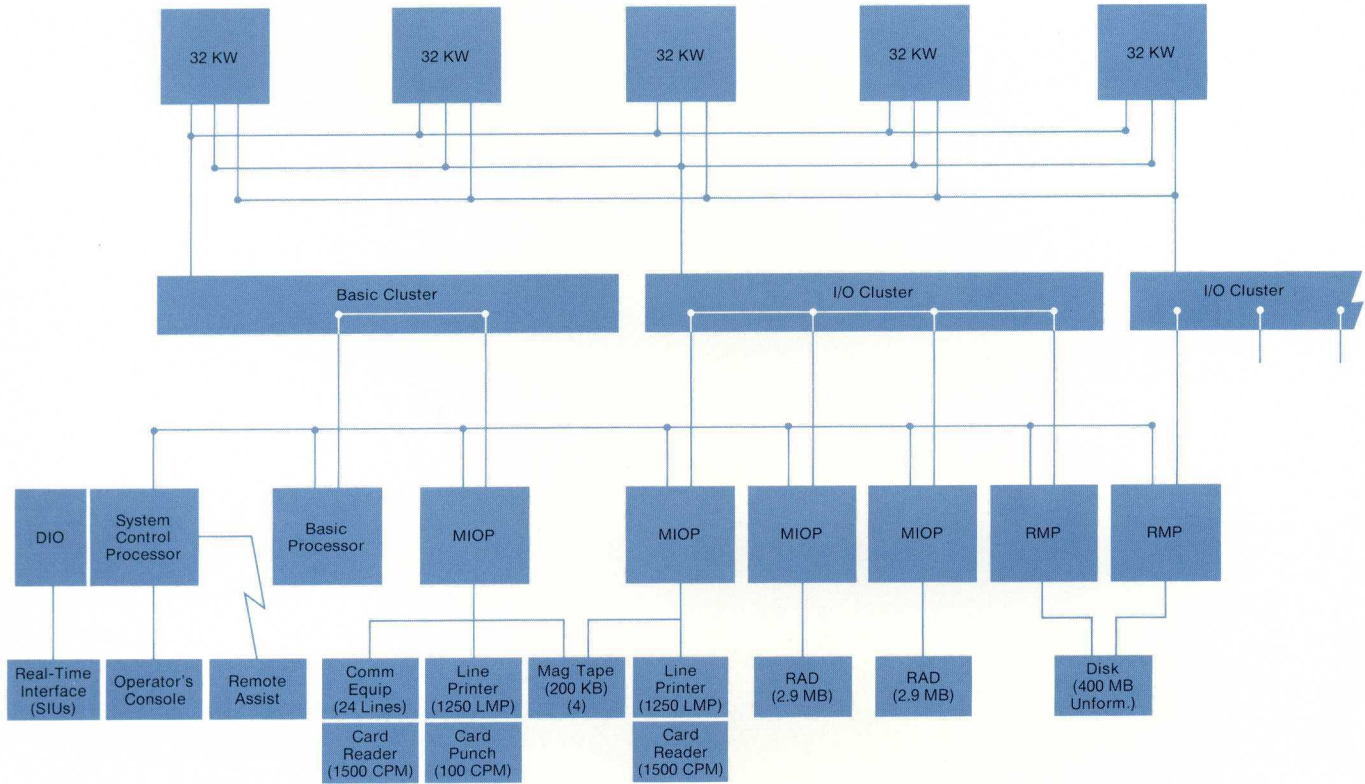 32 KW
32 KW
32 KW
32 KW
32 KW
Basic Cluster
I/O Cluster
I/O Cluster
DIO
System
Control
Processor
Basic
Processor
MIOP
MIOP
MIOP
MIOP
RMP
RMP
Real-Time
Interface
(SIUs)
Operator's
Console
Remote
Assist
Comm
Equip
(24 Lines)
Line
Printer
(1250 LMP)
Mag Tape
(200 KB)
(4)
Line
Printer
(1250 LMP)
RAD
(2.9 MB)
RAD
(2.9 MB)
Disk
(400 MB
Unform.)
Card
Reader
(1500 CPM)
Card
Punch
(100 CPM)
Card
Reader
(1500 CPM)